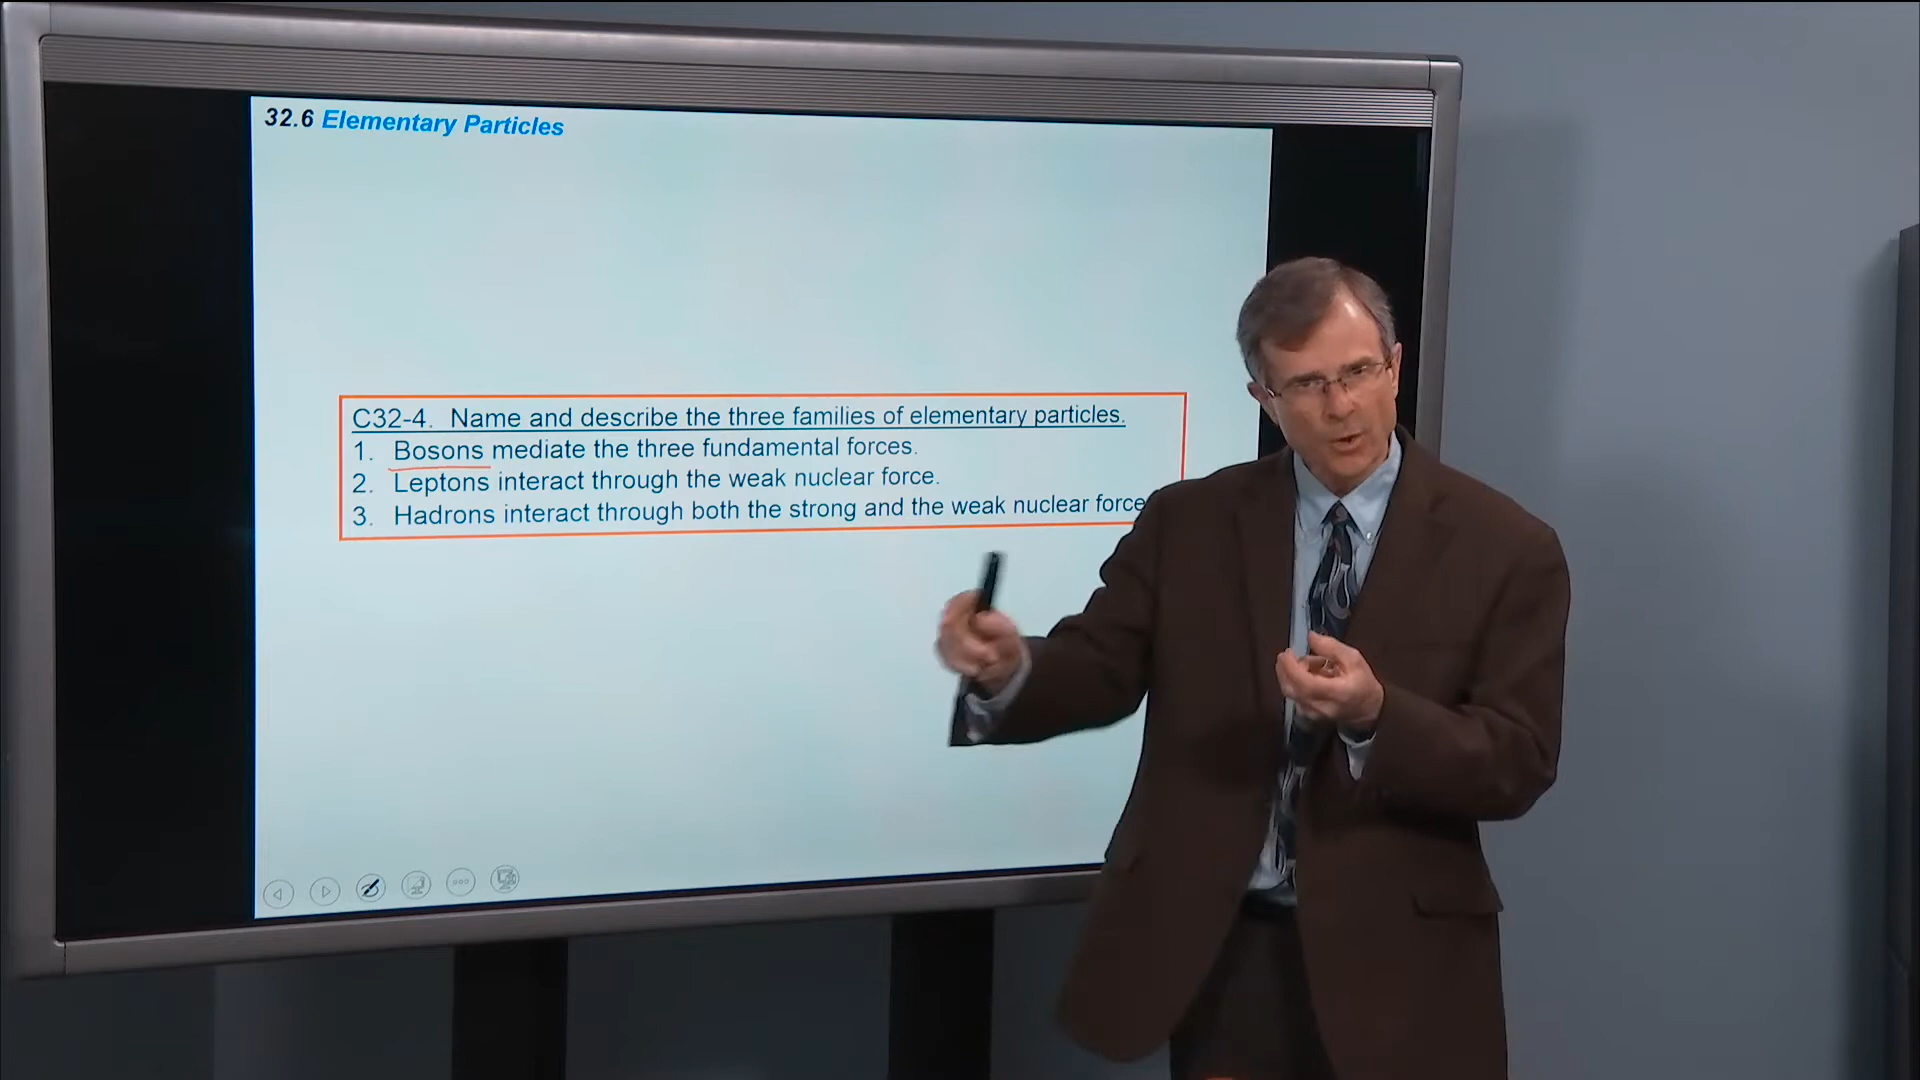 32.6 Elementary Particles
C32-4. Name and describe the three families of elementary particles.
1. Bosons mediate the three fundamental forces.
2. Leptons interact through the weak nuclear force.
3. Hadrons interact through both the strong and the weak nuclear force